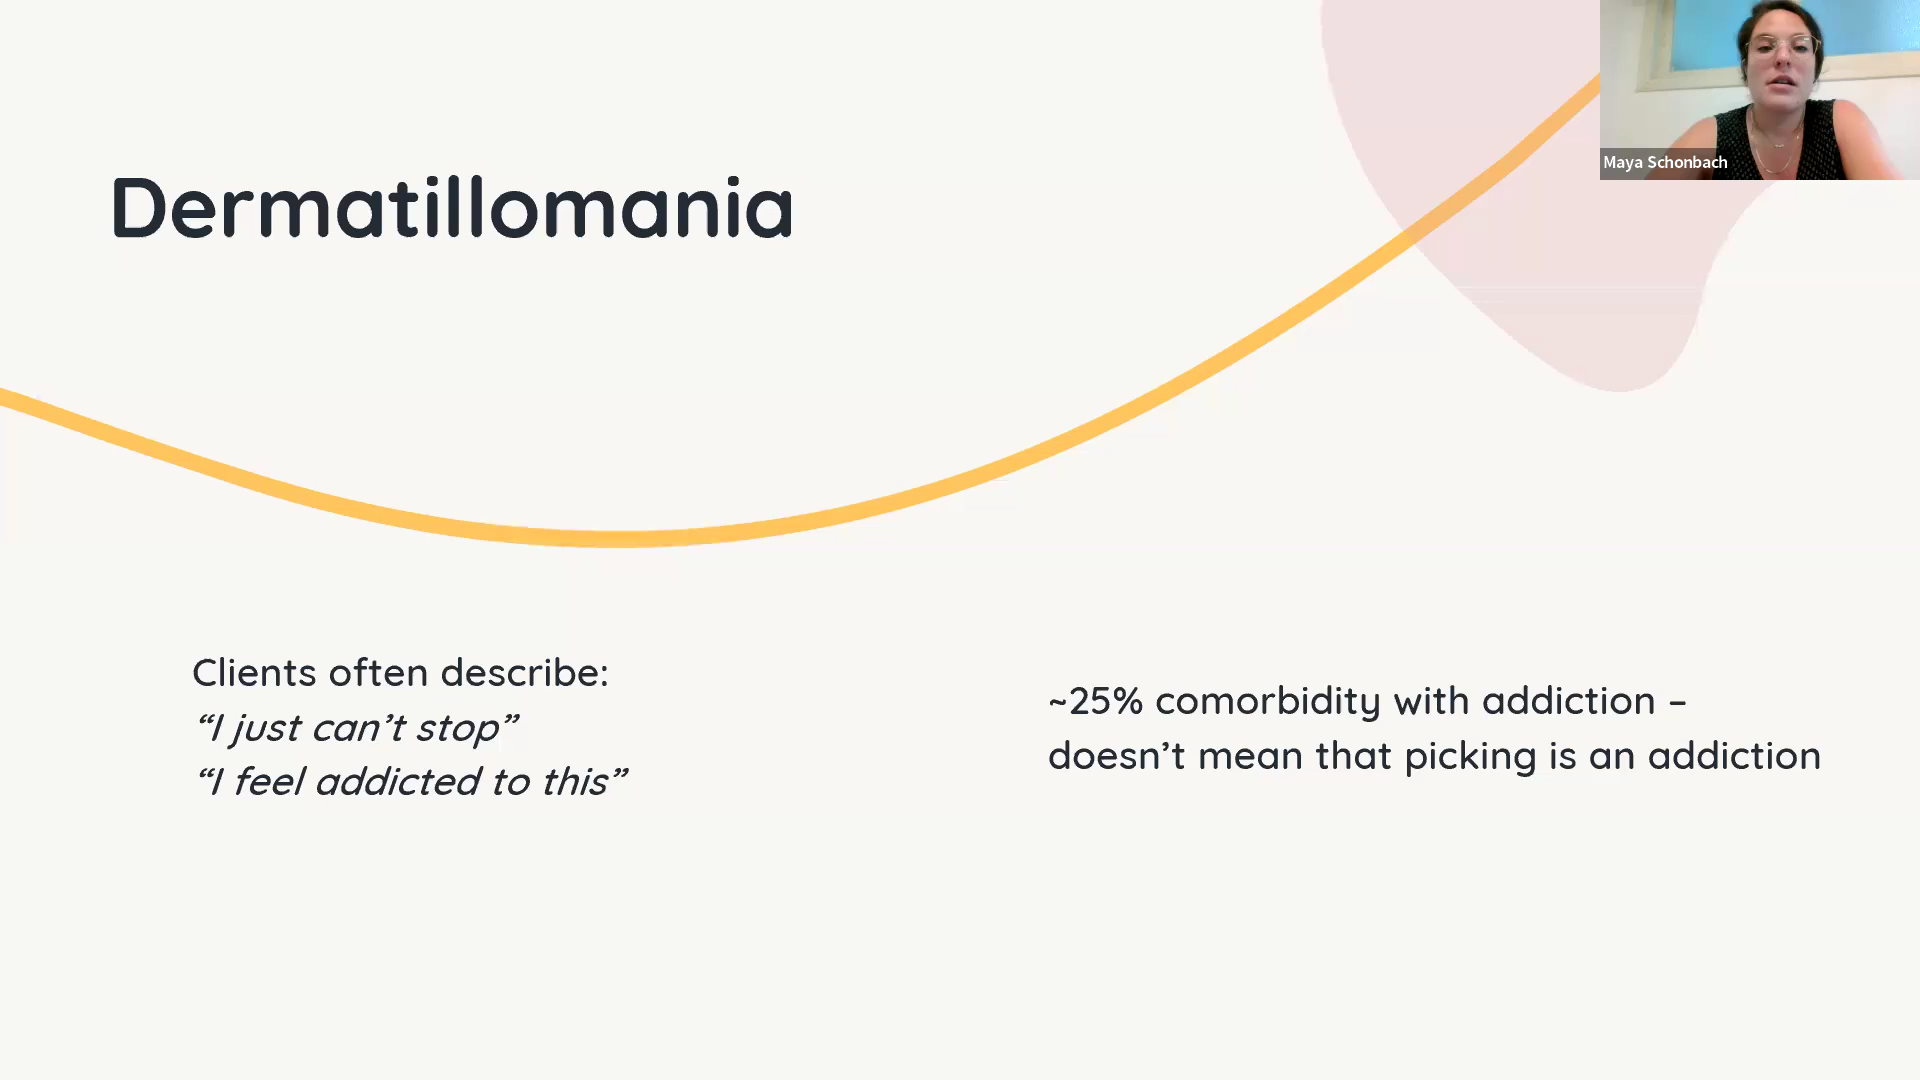 Maya Schonbach
Dermatillomania
Clients often describe:
“I just can’t stop”
“I feel addicted to this”
~25% comorbidity with addiction –
doesn’t mean that picking is an addiction